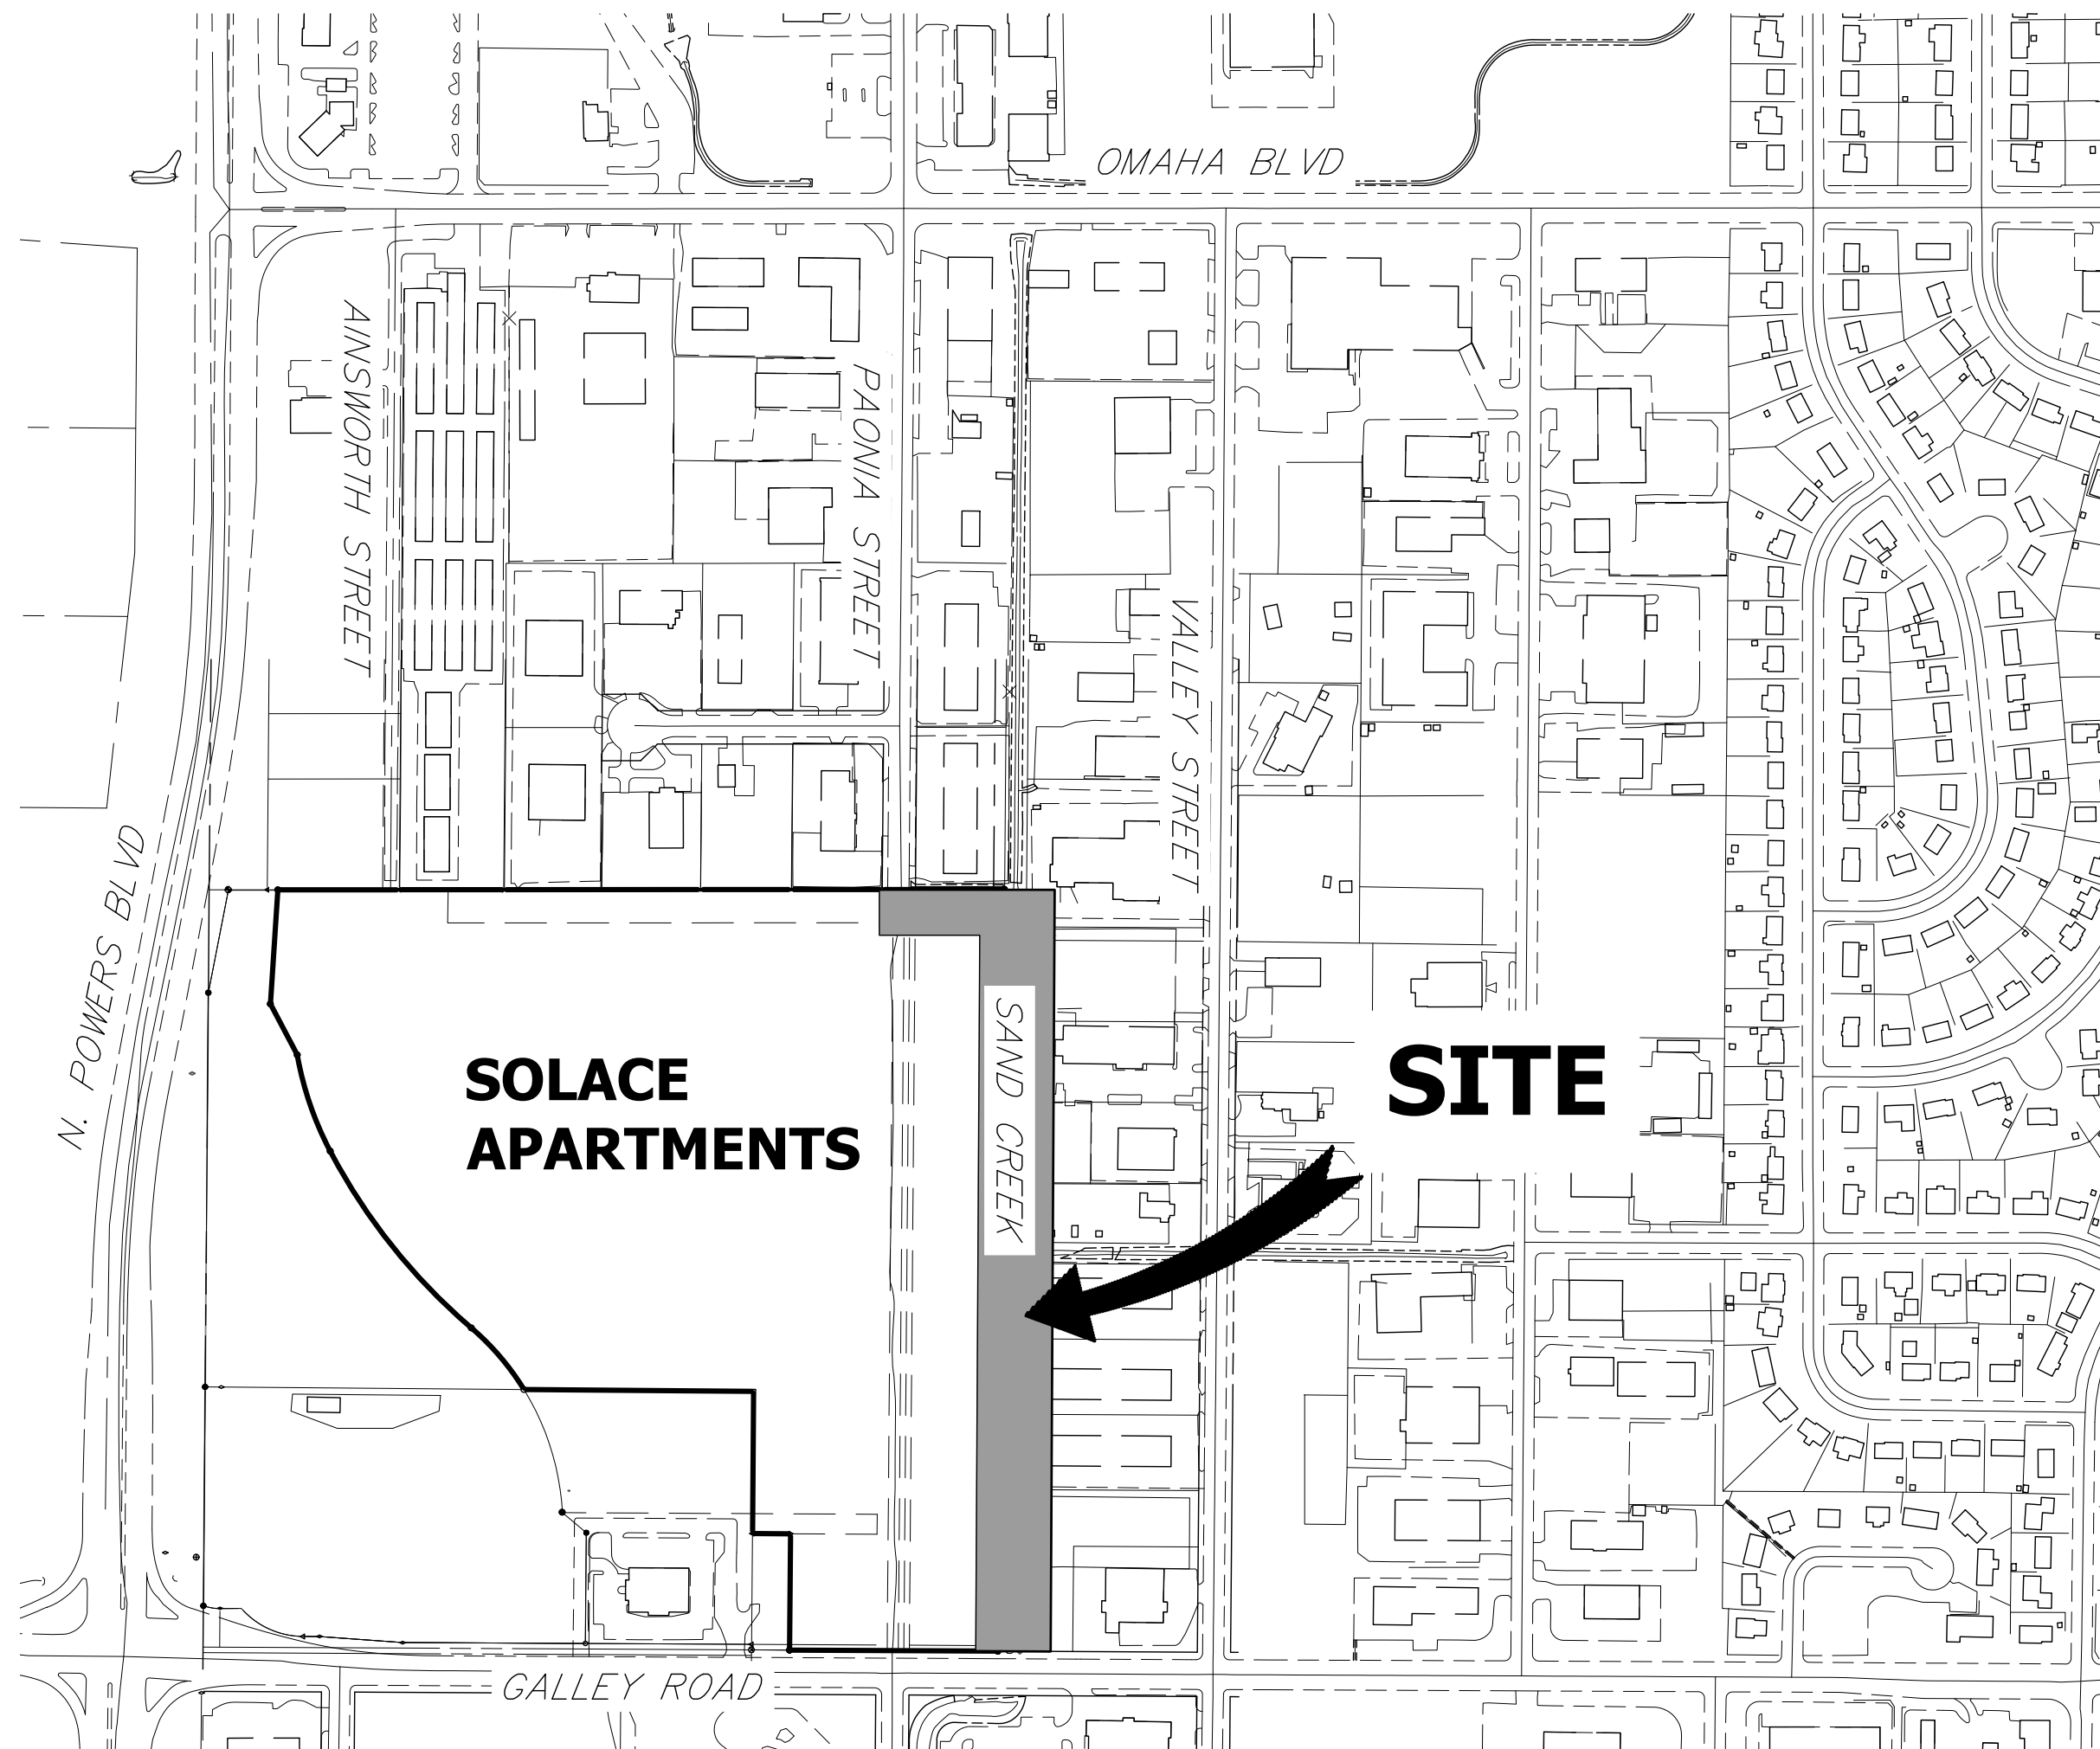 OMAHA BLVD
AINSWORTH STREET
PAONIA STREET
VALLEY STREET
N. POWERS BLVD
SOLACE
APARTMENTS
SAND CREEK
SITE
GALLEY ROAD